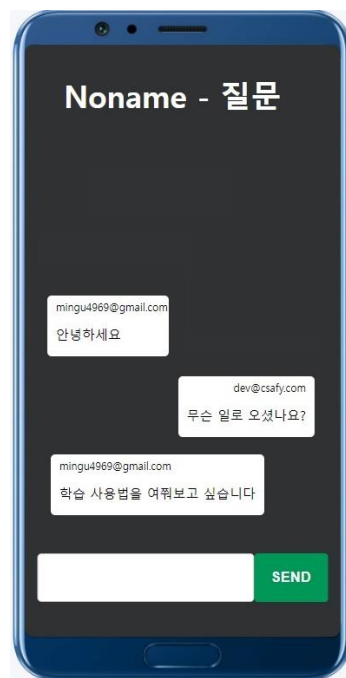 Noname - 질문
mingu4969@gmail.com
안녕하세요
dev@csafy.com
무슨 일로 오셨나요?
mingu4969@gmail.com
학습 사용법을 여쭤보고 싶습니다
SEND